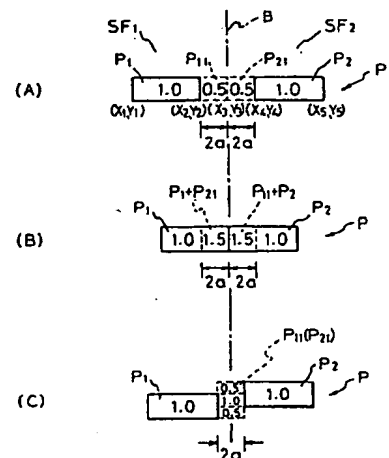 B
SF1 SF2
P1 P11 P21 P2
(A) 1.0 0.5 0.5 1.0 P
(X1,Y1) (X2,Y2) (X3,Y3) (X4,Y4) (X5,Y5)
2a 2a
P1+P21 P11+P2
P1 P2
(B) 1.0 1.5 1.5 1.0 P
2a 2a
P11(P21)
P1 P2
0.5
(C) 1.0 1.0 1.0 P
0.5
2a